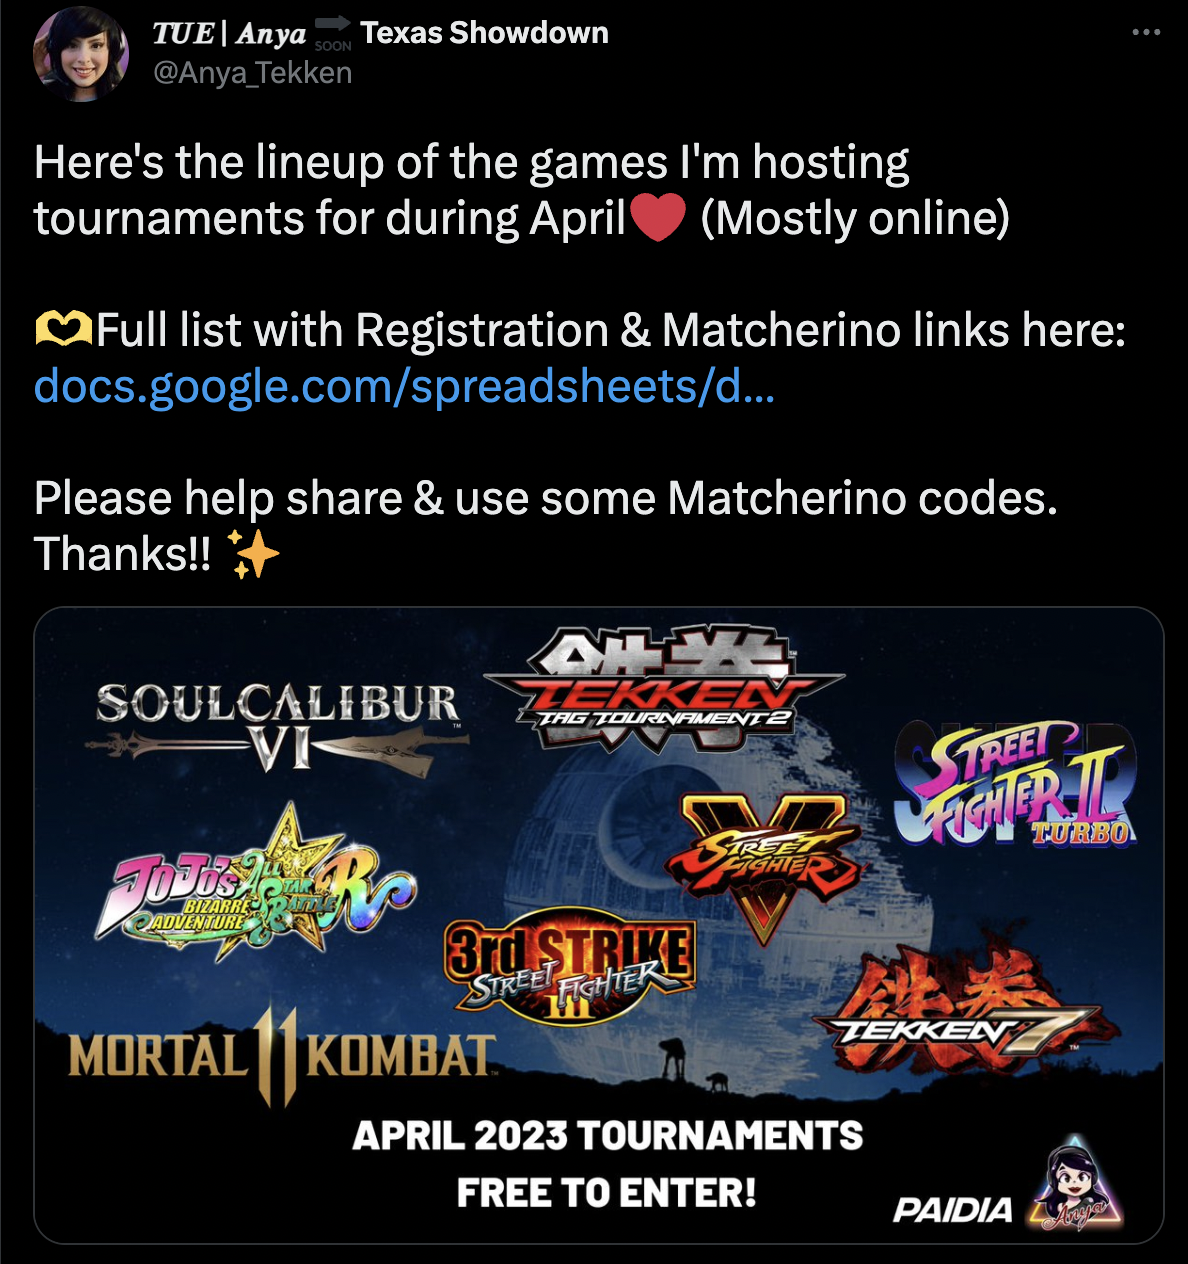 TUE | Anya SOON Texas Showdown
@Anya_Tekken
Here's the lineup of the games I'm hosting
tournaments for during April❤️ (Mostly online)
🫶Full list with Registration & Matcherino links here:
docs.google.com/spreadsheets/d...
Please help share & use some Matcherino codes.
Thanks!! ✨
SOULCALIBUR
VI
鉄拳
TEKKEN
TAG TOURNAMENT 2
SUPER
STREET
FIGHTER II
TURBO
V
STREET
FIGHTER
JOJO'S
BIZARRE
ADVENTURE
ALL
STAR
BATTLE
R
3rd STRIKE
STREET FIGHTER
III
鉄拳
TEKKEN 7
MORTAL 11 KOMBAT
APRIL 2023 TOURNAMENTS
FREE TO ENTER!
PAIDIA
Anya